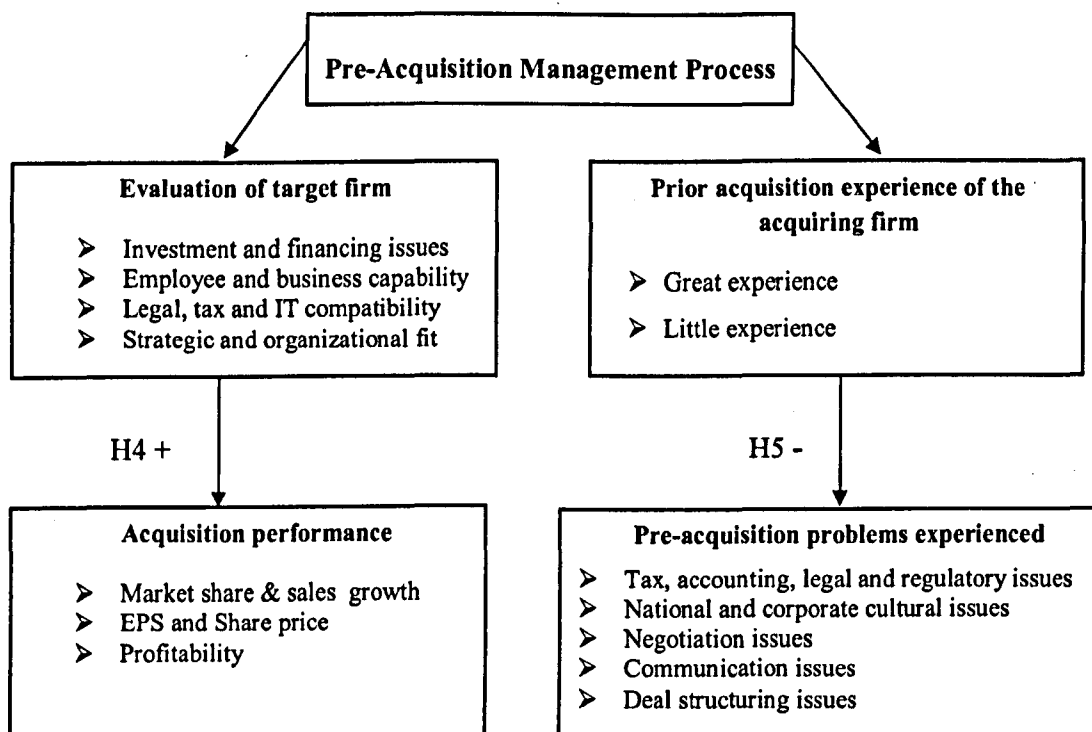 Pre-Acquisition Management Process
Evaluation of target firm
➤ Investment and financing issues
➤ Employee and business capability
➤ Legal, tax and IT compatibility
➤ Strategic and organizational fit
Prior acquisition experience of the
acquiring firm
➤ Great experience
➤ Little experience
H4 +
H5 -
Acquisition performance
➤ Market share & sales growth
➤ EPS and Share price
➤ Profitability
Pre-acquisition problems experienced
➤ Tax, accounting, legal and regulatory issues
➤ National and corporate cultural issues
➤ Negotiation issues
➤ Communication issues
➤ Deal structuring issues